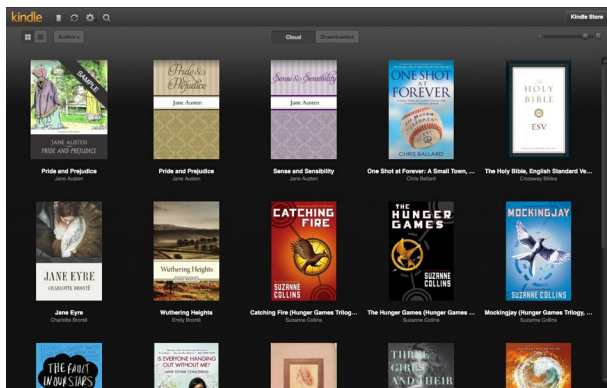 kindle
Kindle Store
Author
Cloud
Downloaded
SAMPLE
JANE AUSTEN
PRIDE AND PREJUDICE
Pride and Prejudice
Jane Austen
Pride &
Prejudice
Jane Austen
Pride and Prejudice
Jane Austen
Sense & Sensibility
Jane Austen
Sense and Sensibility
Jane Austen
ONE SHOT
AT
FOREVER
CHRIS BALLARD
One Shot at Forever: A Small Town, ...
Chris Ballard
The
HOLY
BIBLE
ESV
The Holy Bible, English Standard Ve...
Crossway Bibles
JANE EYRE
CHARLOTTE BRONTË
Jane Eyre
Charlotte Brontë
Wuthering Heights
Wuthering Heights
Emily Brontë
CATCHING
FIRE
SUZANNE
COLLINS
Catching Fire (Hunger Games Trilog...
Suzanne Collins
THE
HUNGER
GAMES
SUZANNE
COLLINS
The Hunger Games (Hunger Games ...
Suzanne Collins
MOCKINGJAY
SUZANNE COLLINS
Mockingjay (Hunger Games Trilogy, ...
Suzanne Collins
THE FAULT
IN OUR STARS
IS EVERYONE HANGING
OUT WITHOUT ME?
(AND OTHER CONCERNS)
THREE
GIRLS
AND THEIR